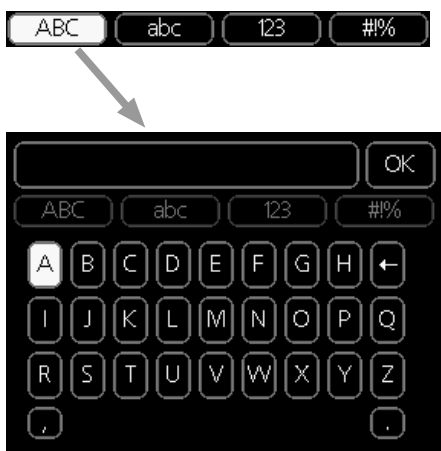 ABC abc 123 #!%
OK
ABC abc 123 #!%
A B C D E F G H ←
I J K L M N O P Q
R S T U V W X Y Z
, .